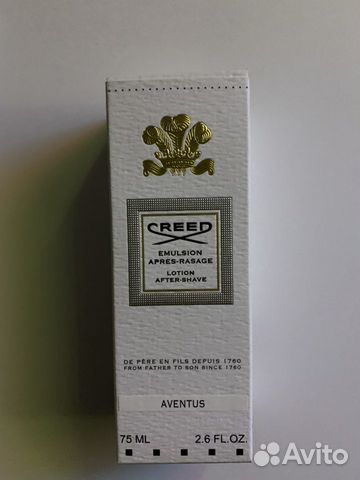 CREED
EMULSION
APRÈS-RASAGE
LOTION
AFTER-SHAVE
DE PÈRE EN FILS DEPUIS 1760
FROM FATHER TO SON SINCE 1760
AVENTUS
75 ML 2.6 FL.OZ.
Avito